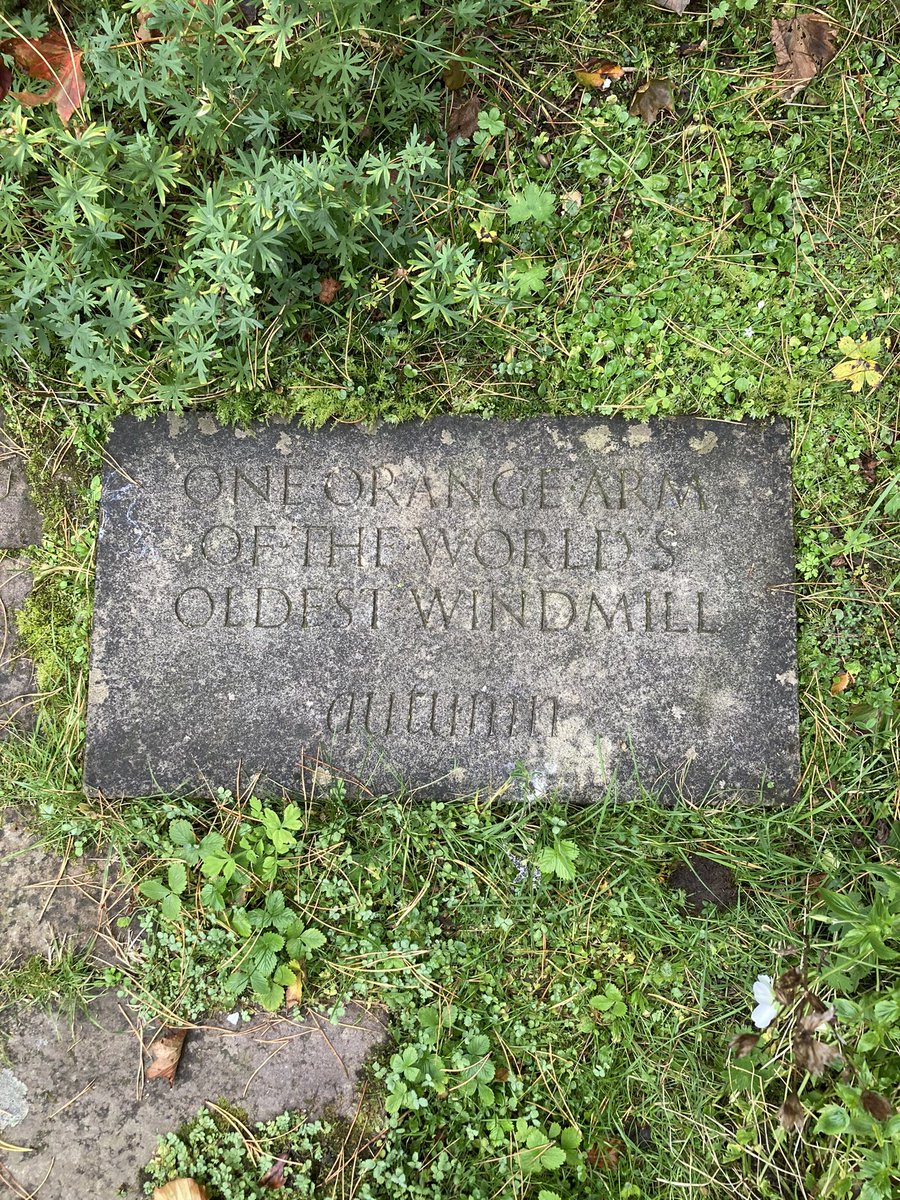 ONE·ORANGE·ARM
OF·THE·WORLD'S
OLDEST·WINDMILL
autumn